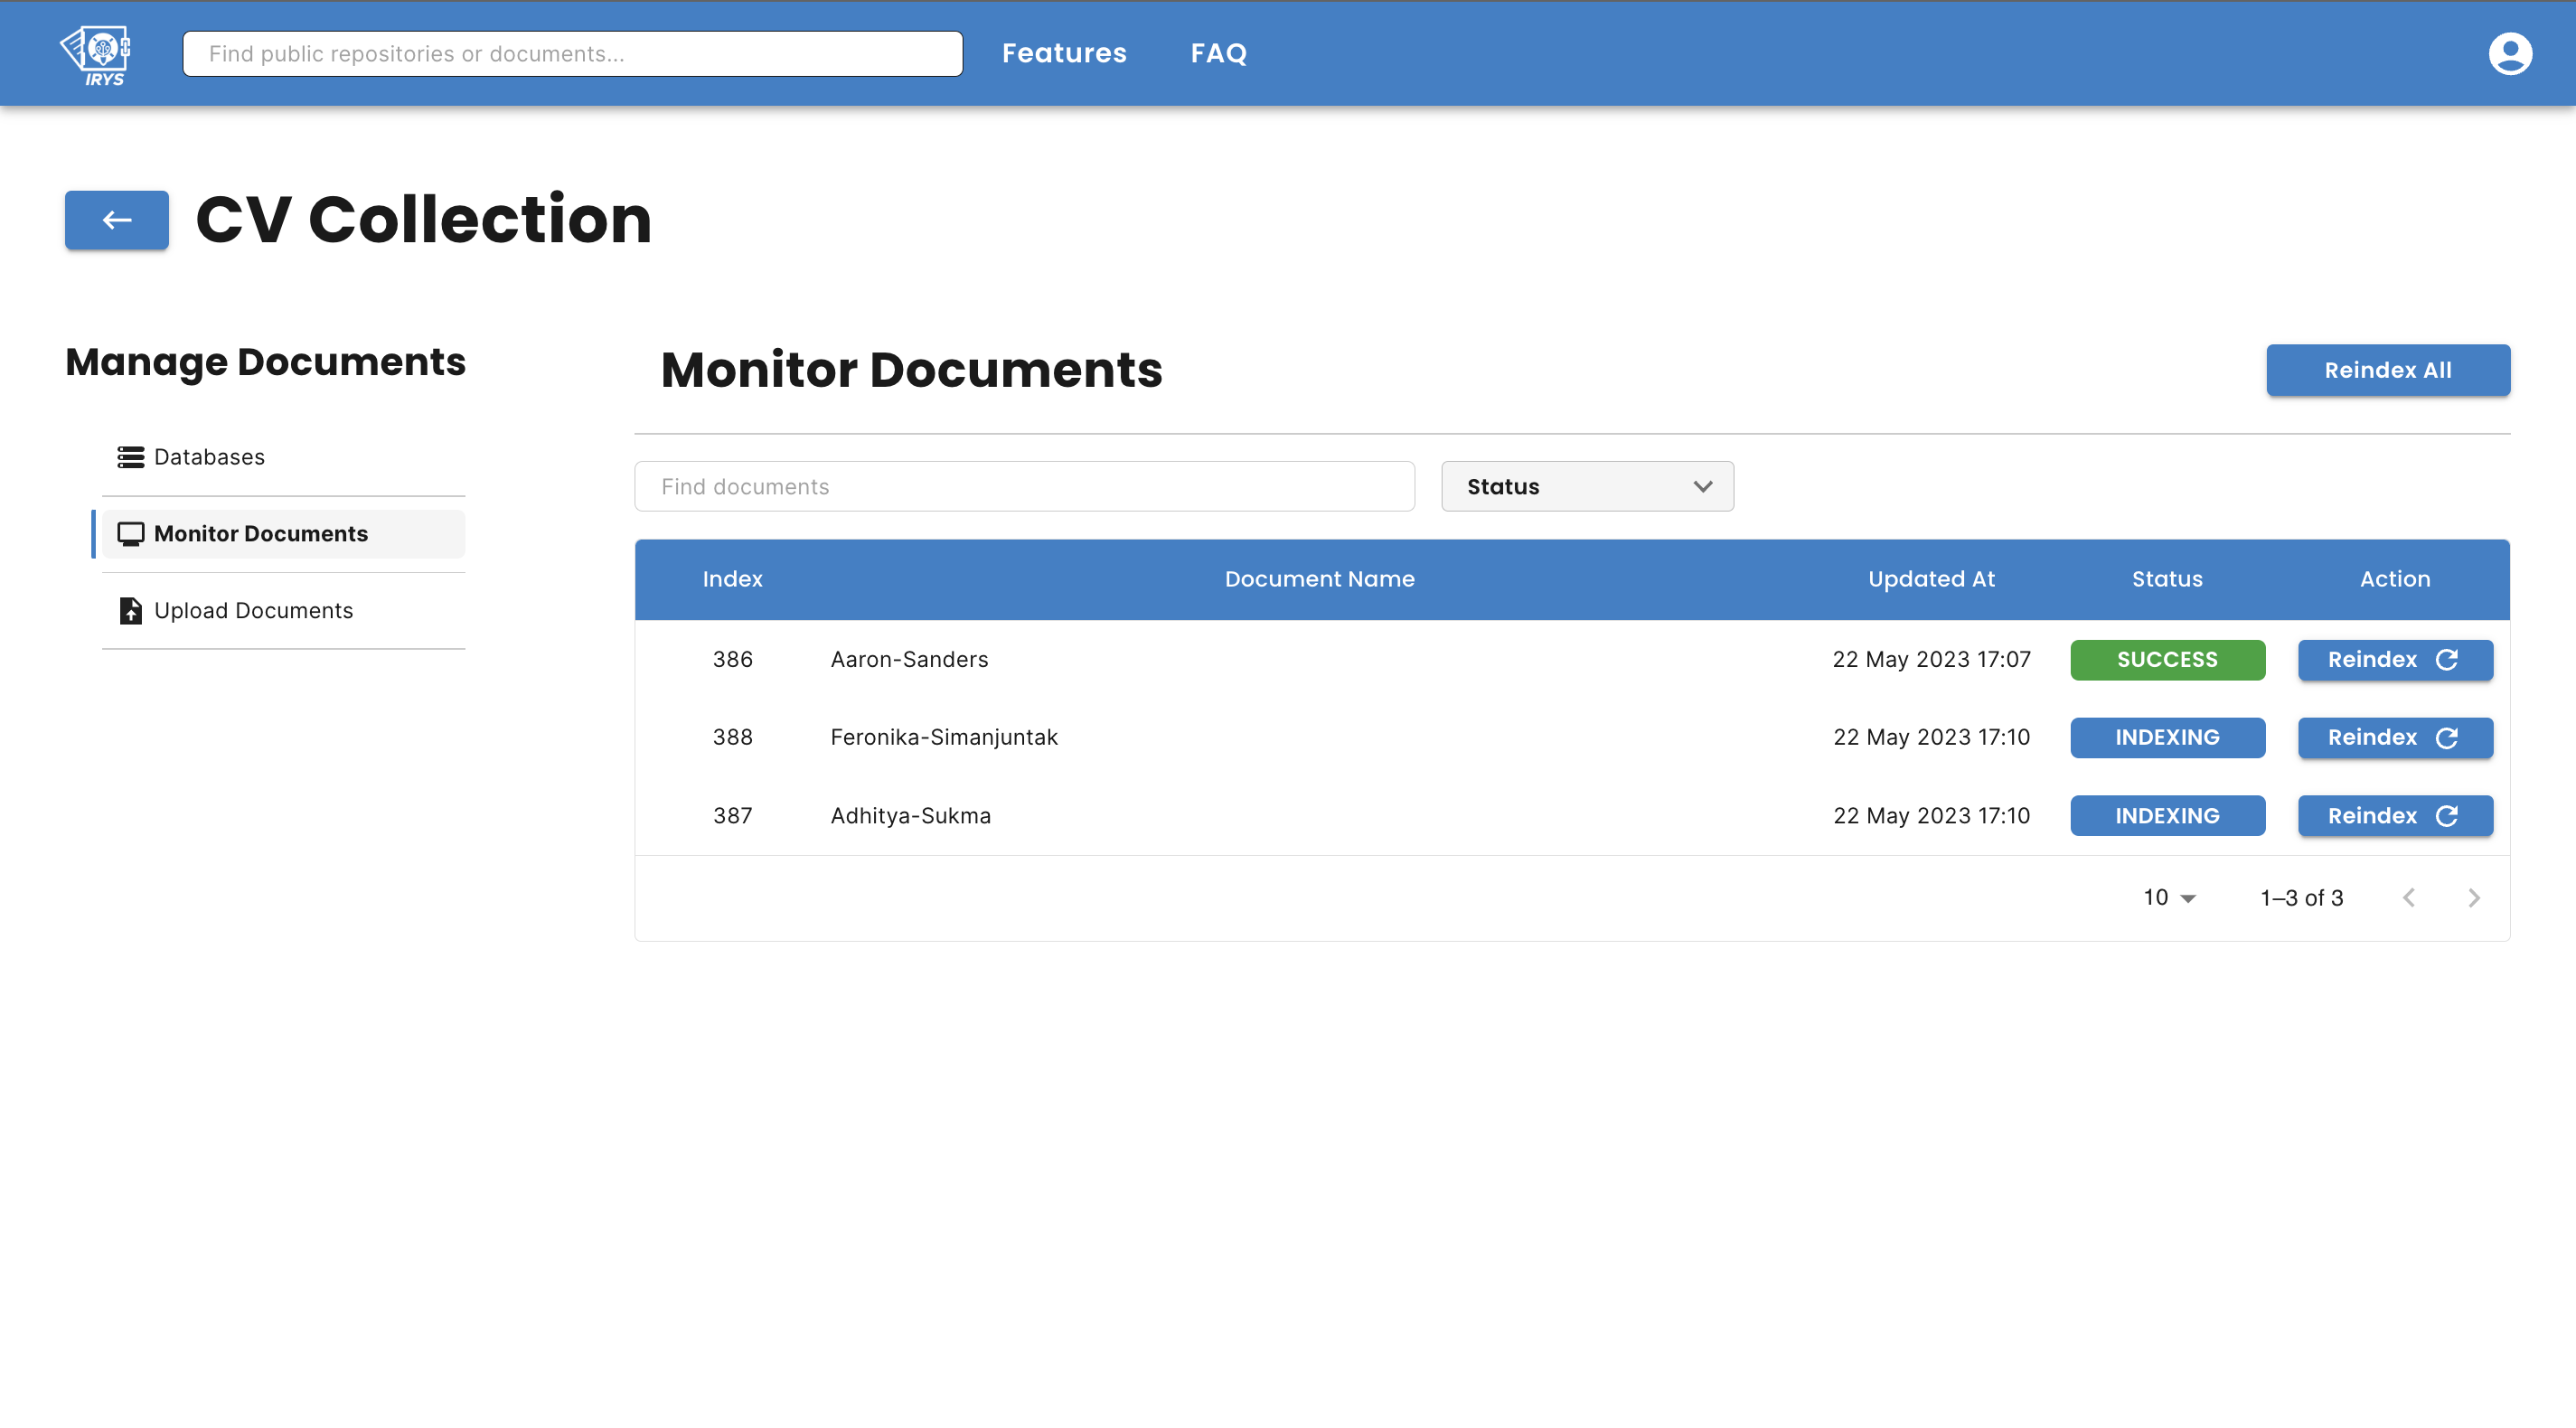 IRYS
Find public repositories or documents...
Features
FAQ
CV Collection
Manage Documents
Databases
Monitor Documents
Upload Documents
Monitor Documents
Reindex All
Find documents
Status
Index Document Name Updated At Status Action
386 Aaron-Sanders 22 May 2023 17:07 SUCCESS Reindex
388 Feronika-Simanjuntak 22 May 2023 17:10 INDEXING Reindex
387 Adhitya-Sukma 22 May 2023 17:10 INDEXING Reindex
10 1–3 of 3